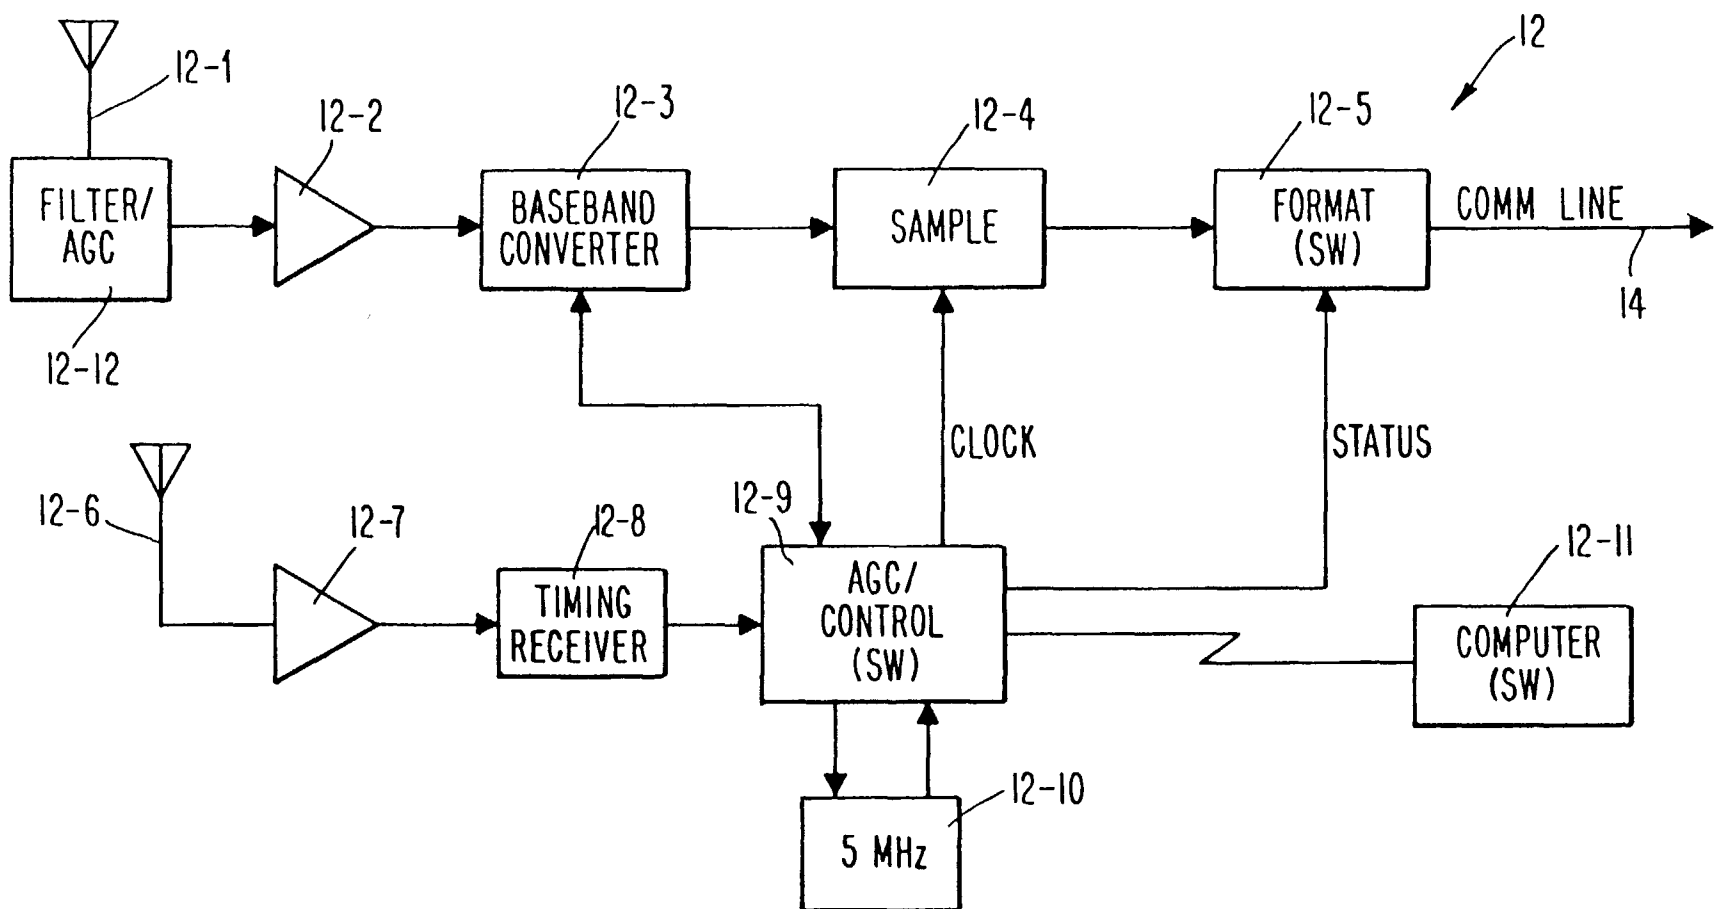 12
12-1
12-2
12-3
12-4
12-5
FILTER/
AGC
BASEBAND
CONVERTER
SAMPLE
FORMAT
(SW)
COMM LINE
14
12-12
CLOCK
STATUS
12-6
12-7
12-8
12-9
12-11
TIMING
RECEIVER
AGC/
CONTROL
(SW)
COMPUTER
(SW)
12-10
5 MHz